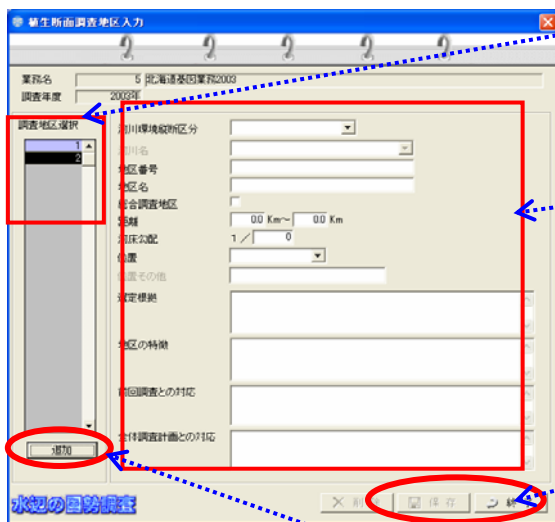 植生断面調査地区入力
業務名 5 北海道基図業務2003
調査年度 2003年
調査地区選択
1
2
河川環境縦断区分
河川名
地区番号
地区名
総合調査地区
距離 0.0 Km～ 0.0 Km
河床勾配 1／ 0
位置
位置その他
選定根拠
地区の特徴
前回調査との対応
全体調査計画との対応
追加
水辺の国勢調査
削 保存 終